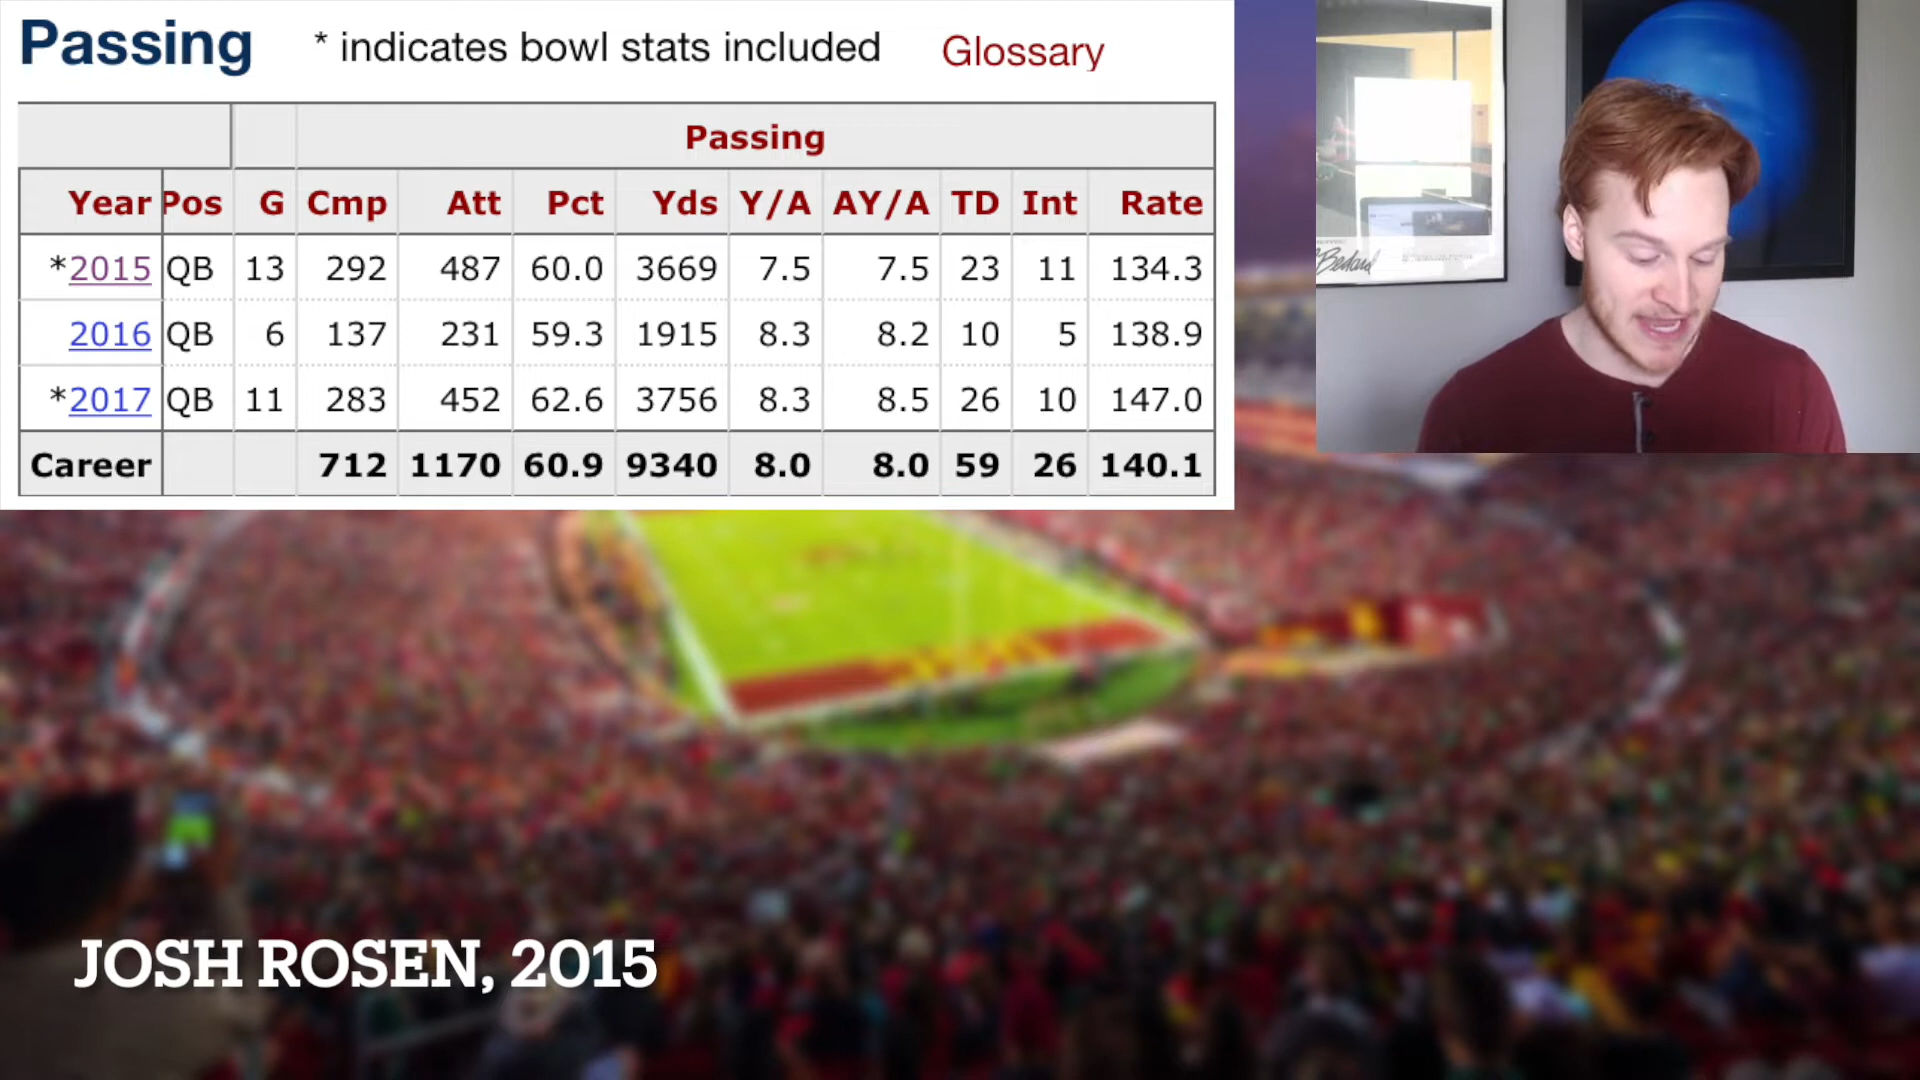 Passing * indicates bowl stats included Glossary
Passing
Year Pos G Cmp Att Pct Yds Y/A AY/A TD Int Rate
*2015 QB 13 292 487 60.0 3669 7.5 7.5 23 11 134.3
2016 QB 6 137 231 59.3 1915 8.3 8.2 10 5 138.9
*2017 QB 11 283 452 62.6 3756 8.3 8.5 26 10 147.0
Career 712 1170 60.9 9340 8.0 8.0 59 26 140.1
Bedard
JOSH ROSEN, 2015